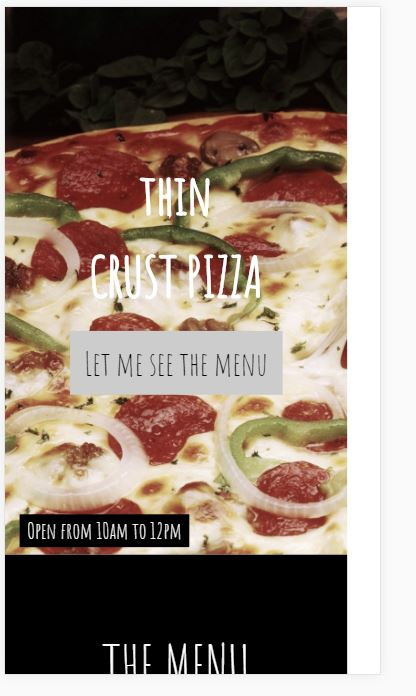 THIN
CRUST PIZZA
LET ME SEE THE MENU
OPEN FROM 10AM TO 12PM
THE MENU